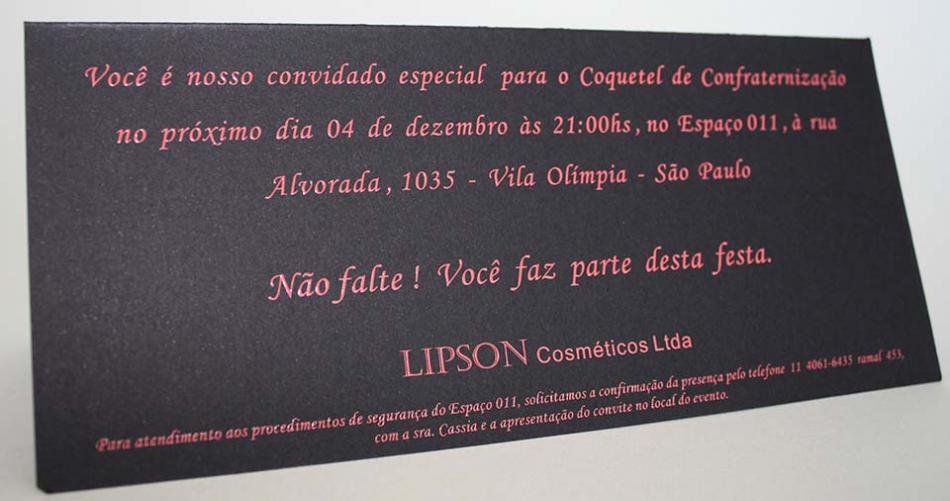 Você é nosso convidado especial para o Coquetel de Confraternização
no próximo dia 04 de dezembro às 21:00hs, no Espaço 011, à rua
Alvorada, 1035 - Vila Olímpia - São Paulo
Não falte ! Você faz parte desta festa.
LIPSON Cosméticos Ltda
Para atendimento aos procedimentos de segurança do Espaço 011, solicitamos a confirmação da presença pelo telefone 11 4061-6435 ramal 453,
com a sra. Cassia e a apresentação do convite no local do evento.